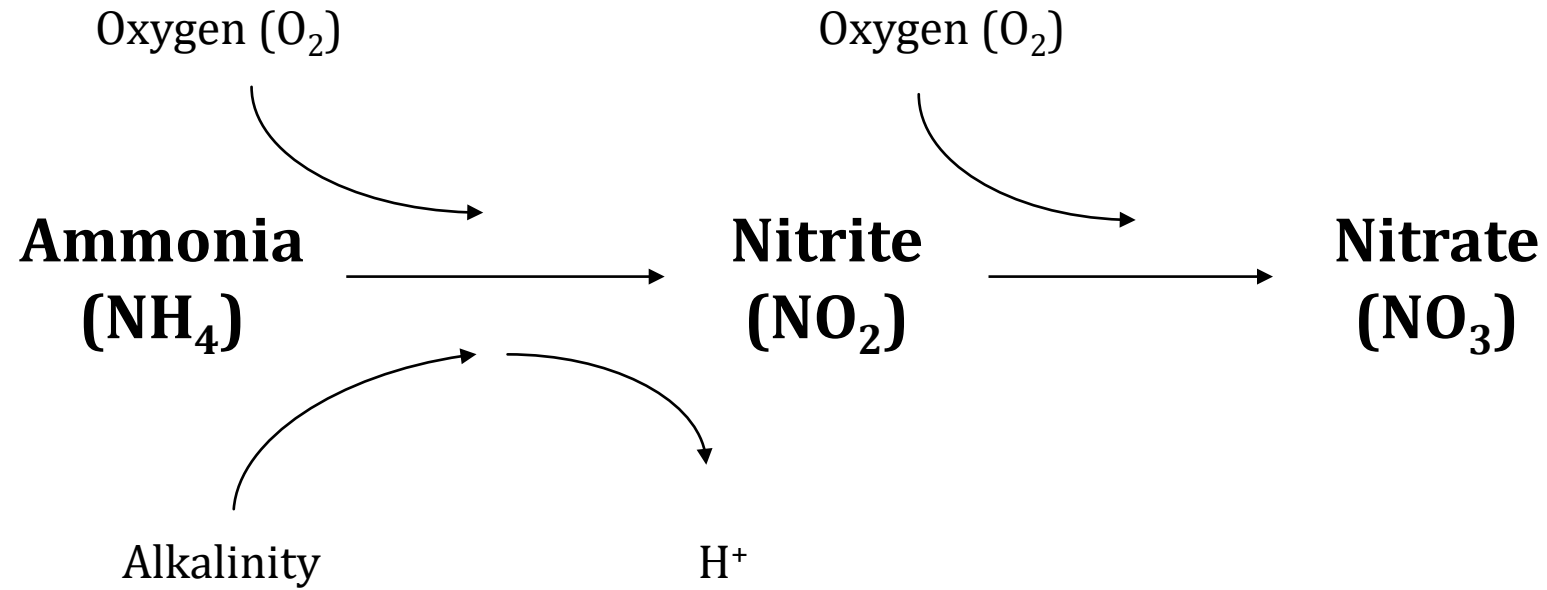 Oxygen (O₂)
Oxygen (O₂)
Ammonia
(NH₄)
Nitrite
(NO₂)
Nitrate
(NO₃)
Alkalinity
H⁺